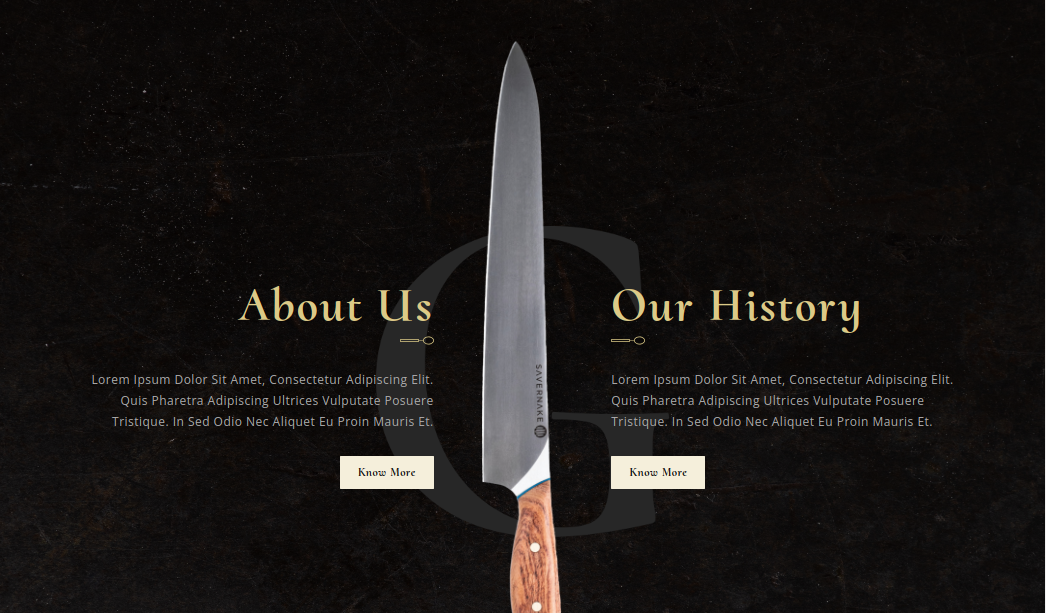 G
About Us
Lorem Ipsum Dolor Sit Amet, Consectetur Adipiscing Elit.
Quis Pharetra Adipiscing Ultrices Vulputate Posuere
Tristique. In Sed Odio Nec Aliquet Eu Proin Mauris Et.
Know More
SAVERNAKE
Our History
Lorem Ipsum Dolor Sit Amet, Consectetur Adipiscing Elit.
Quis Pharetra Adipiscing Ultrices Vulputate Posuere
Tristique. In Sed Odio Nec Aliquet Eu Proin Mauris Et.
Know More